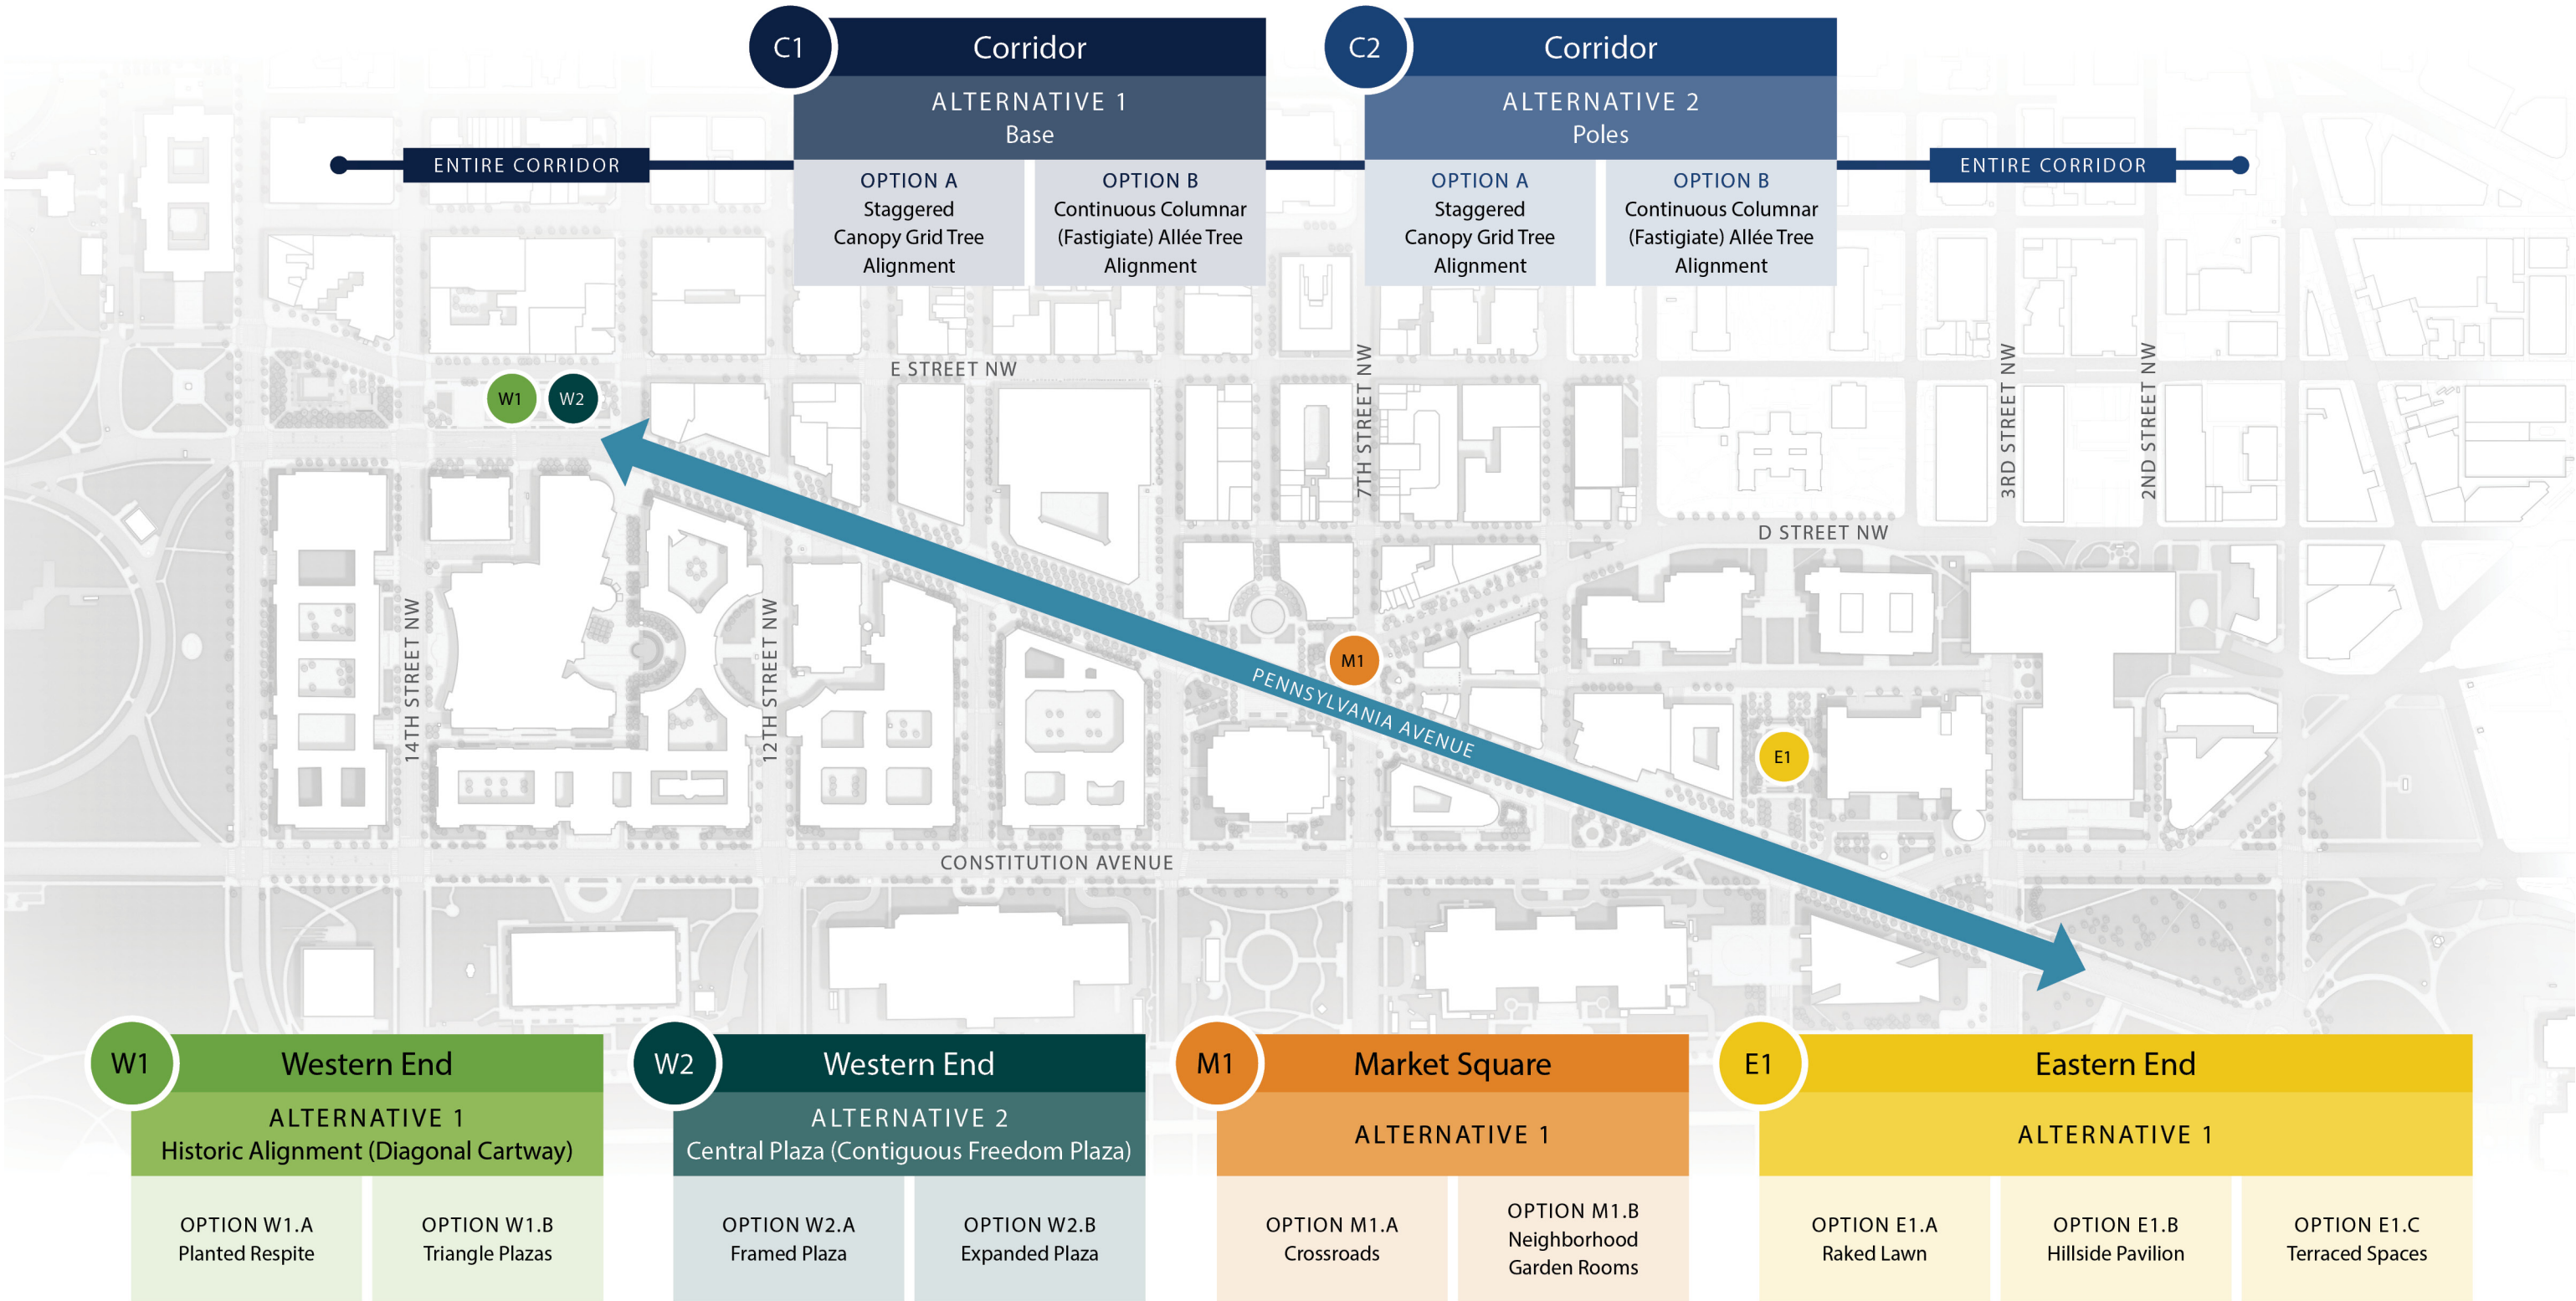 C1
Corridor
ALTERNATIVE 1
Base
OPTION A
Staggered
Canopy Grid Tree
Alignment
OPTION B
Continuous Columnar
(Fastigiate) Allée Tree
Alignment
C2
Corridor
ALTERNATIVE 2
Poles
OPTION A
Staggered
Canopy Grid Tree
Alignment
OPTION B
Continuous Columnar
(Fastigiate) Allée Tree
Alignment
ENTIRE CORRIDOR
ENTIRE CORRIDOR
E STREET NW
7TH STREET NW
3RD STREET NW
2ND STREET NW
W1
W2
D STREET NW
14TH STREET NW
12TH STREET NW
M1
PENNSYLVANIA AVENUE
E1
CONSTITUTION AVENUE
W1
Western End
ALTERNATIVE 1
Historic Alignment (Diagonal Cartway)
OPTION W1.A
Planted Respite
OPTION W1.B
Triangle Plazas
W2
Western End
ALTERNATIVE 2
Central Plaza (Contiguous Freedom Plaza)
OPTION W2.A
Framed Plaza
OPTION W2.B
Expanded Plaza
M1
Market Square
ALTERNATIVE 1
OPTION M1.A
Crossroads
OPTION M1.B
Neighborhood
Garden Rooms
E1
Eastern End
ALTERNATIVE 1
OPTION E1.A
Raked Lawn
OPTION E1.B
Hillside Pavilion
OPTION E1.C
Terraced Spaces